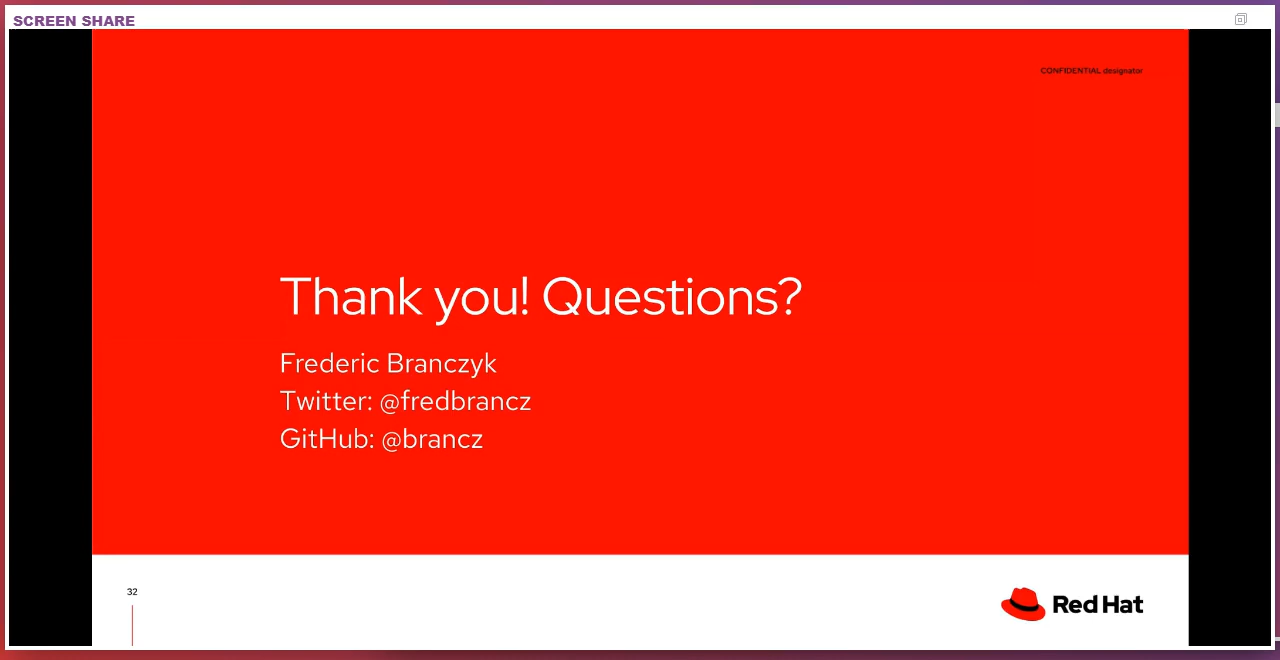 SCREEN SHARE
CONFIDENTIAL designator
Thank you! Questions?
Frederic Branczyk
Twitter: @fredbrancz
GitHub: @brancz
32
Red Hat